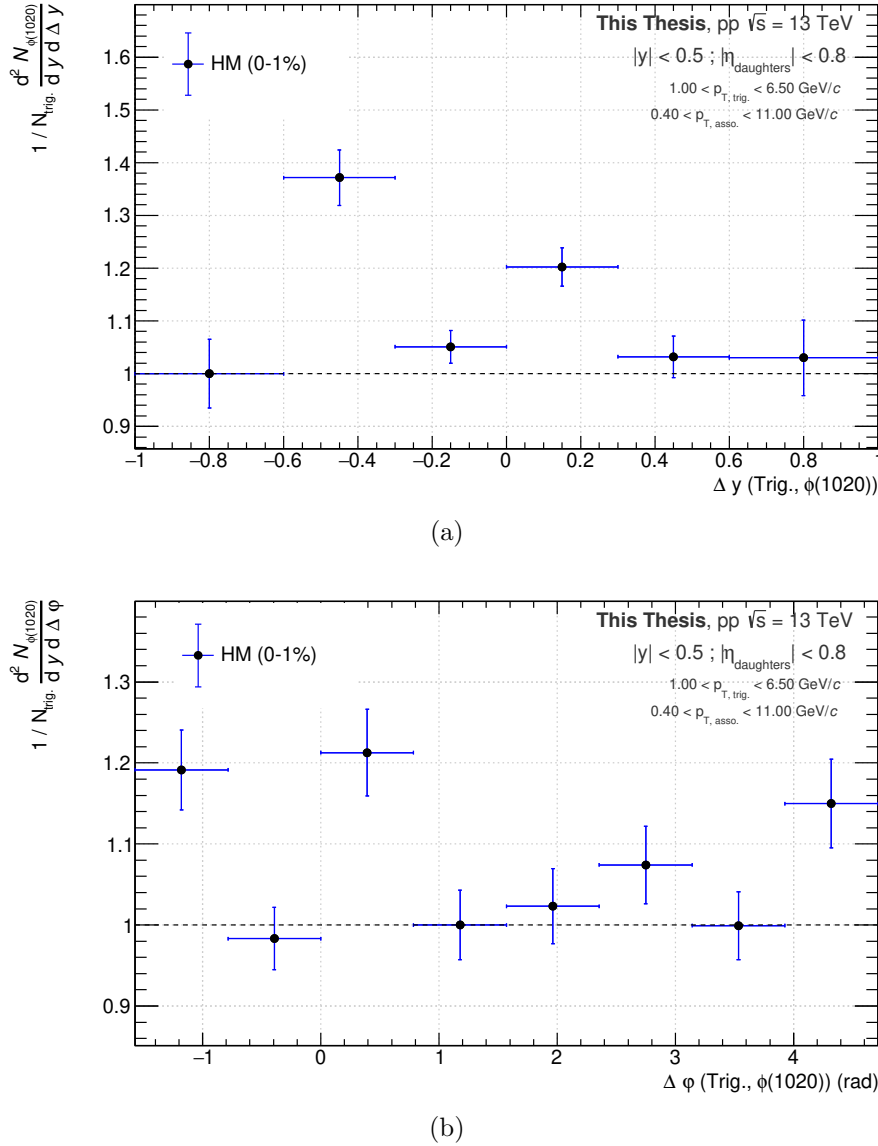 1 / N_trig. d² N_ϕ(1020) / d y d Δ y
This Thesis, pp √s = 13 TeV
|y| < 0.5 ; |η_daughters| < 0.8
1.00 < p_T, trig. < 6.50 GeV/c
0.40 < p_T, asso. < 11.00 GeV/c
HM (0-1%)
1.6
1.5
1.4
1.3
1.2
1.1
1
0.9
−1 −0.8 −0.6 −0.4 −0.2 0 0.2 0.4 0.6 0.8 1
Δ y (Trig., ϕ(1020))
(a)
1 / N_trig. d² N_ϕ(1020) / d y d Δ φ
This Thesis, pp √s = 13 TeV
|y| < 0.5 ; |η_daughters| < 0.8
1.00 < p_T, trig. < 6.50 GeV/c
0.40 < p_T, asso. < 11.00 GeV/c
HM (0-1%)
1.3
1.2
1.1
1
0.9
−1 0 1 2 3 4
Δ φ (Trig., ϕ(1020)) (rad)
(b)